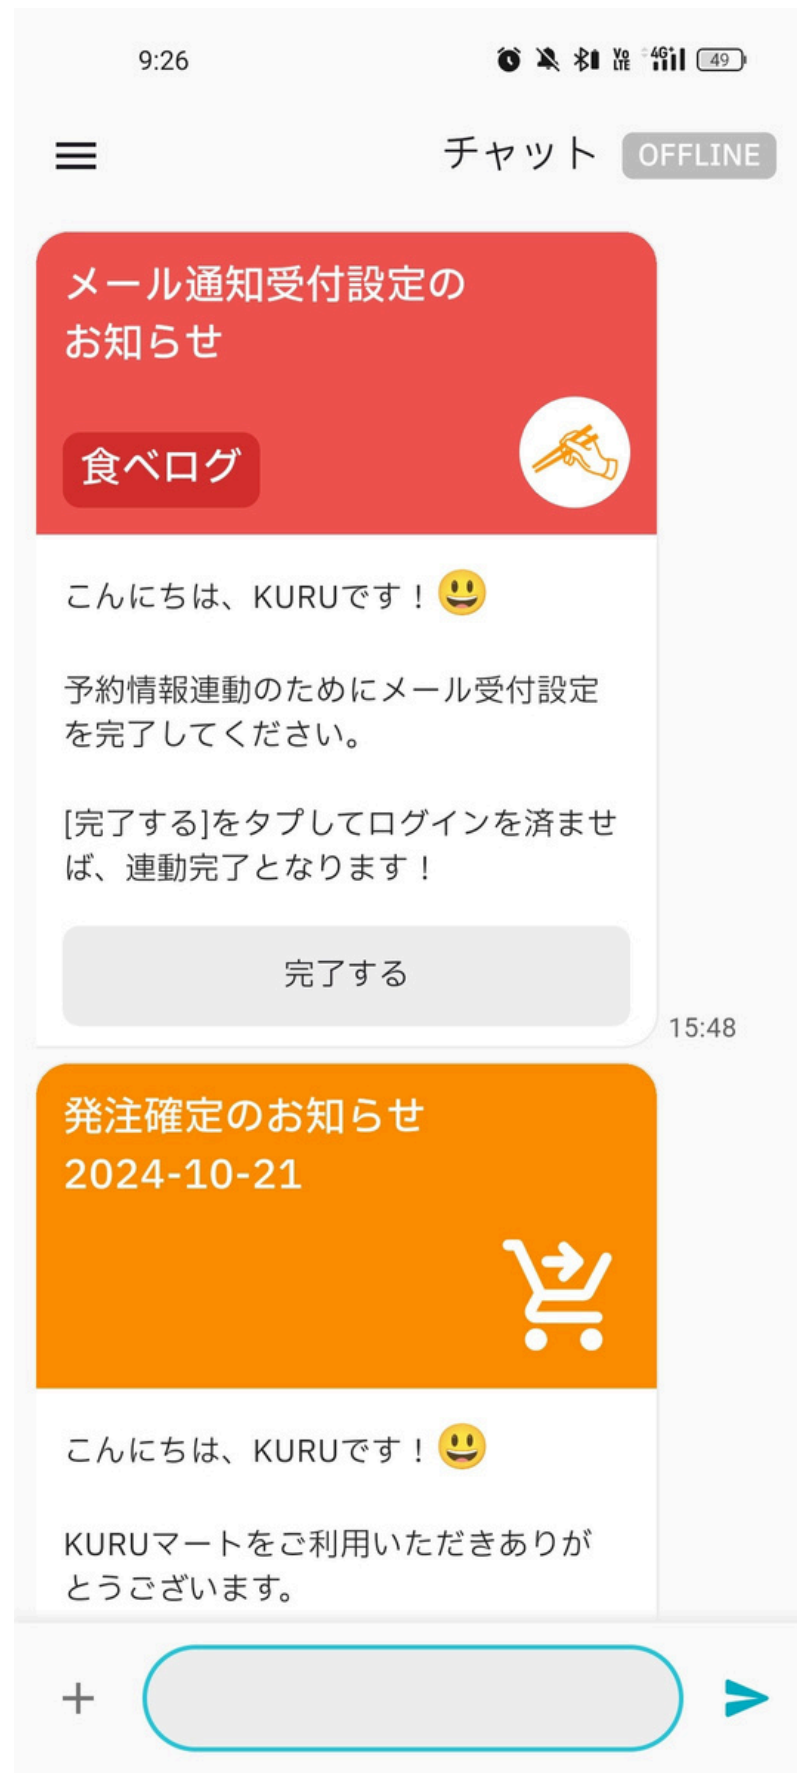 9:26
Vo LTE 4G+ 49
チャット OFFLINE
メール通知受付設定の
お知らせ
食べログ
こんにちは、KURUです！😃
予約情報連動のためにメール受付設定
を完了してください。
[完了する]をタプしてログインを済ませ
ば、連動完了となります！
完了する
15:48
発注確定のお知らせ
2024-10-21
こんにちは、KURUです！😃
KURUマートをご利用いただきありが
とうございます。